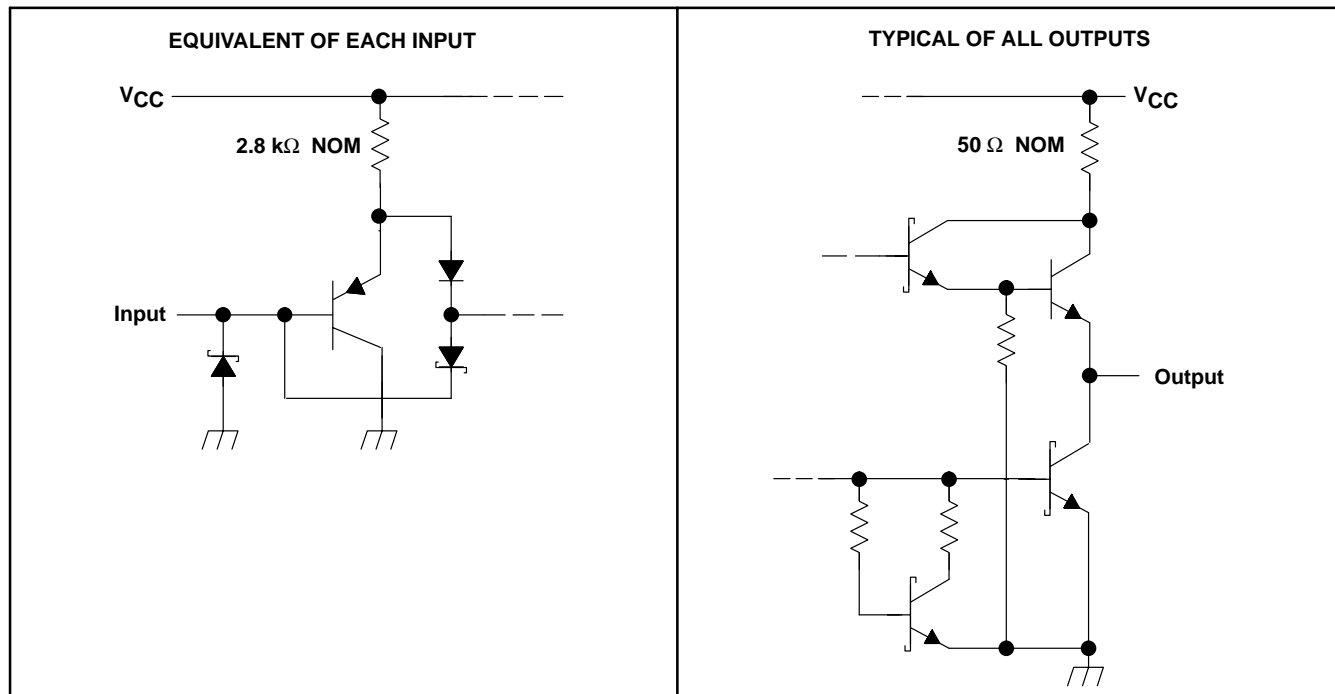 EQUIVALENT OF EACH INPUT
VCC
2.8 kΩ NOM
Input
TYPICAL OF ALL OUTPUTS
VCC
50 Ω NOM
Output